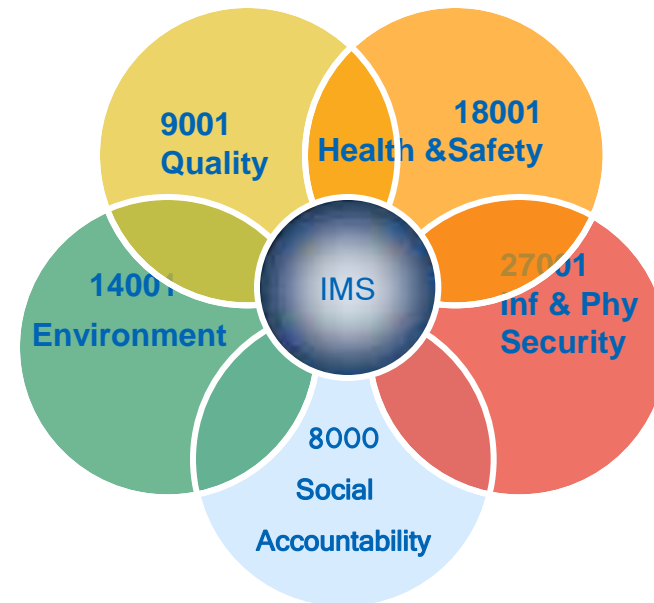 9001
Quality
18001
Health &Safety
14001
Environment
IMS
27001
Inf & Phy
Security
8000
Social
Accountability